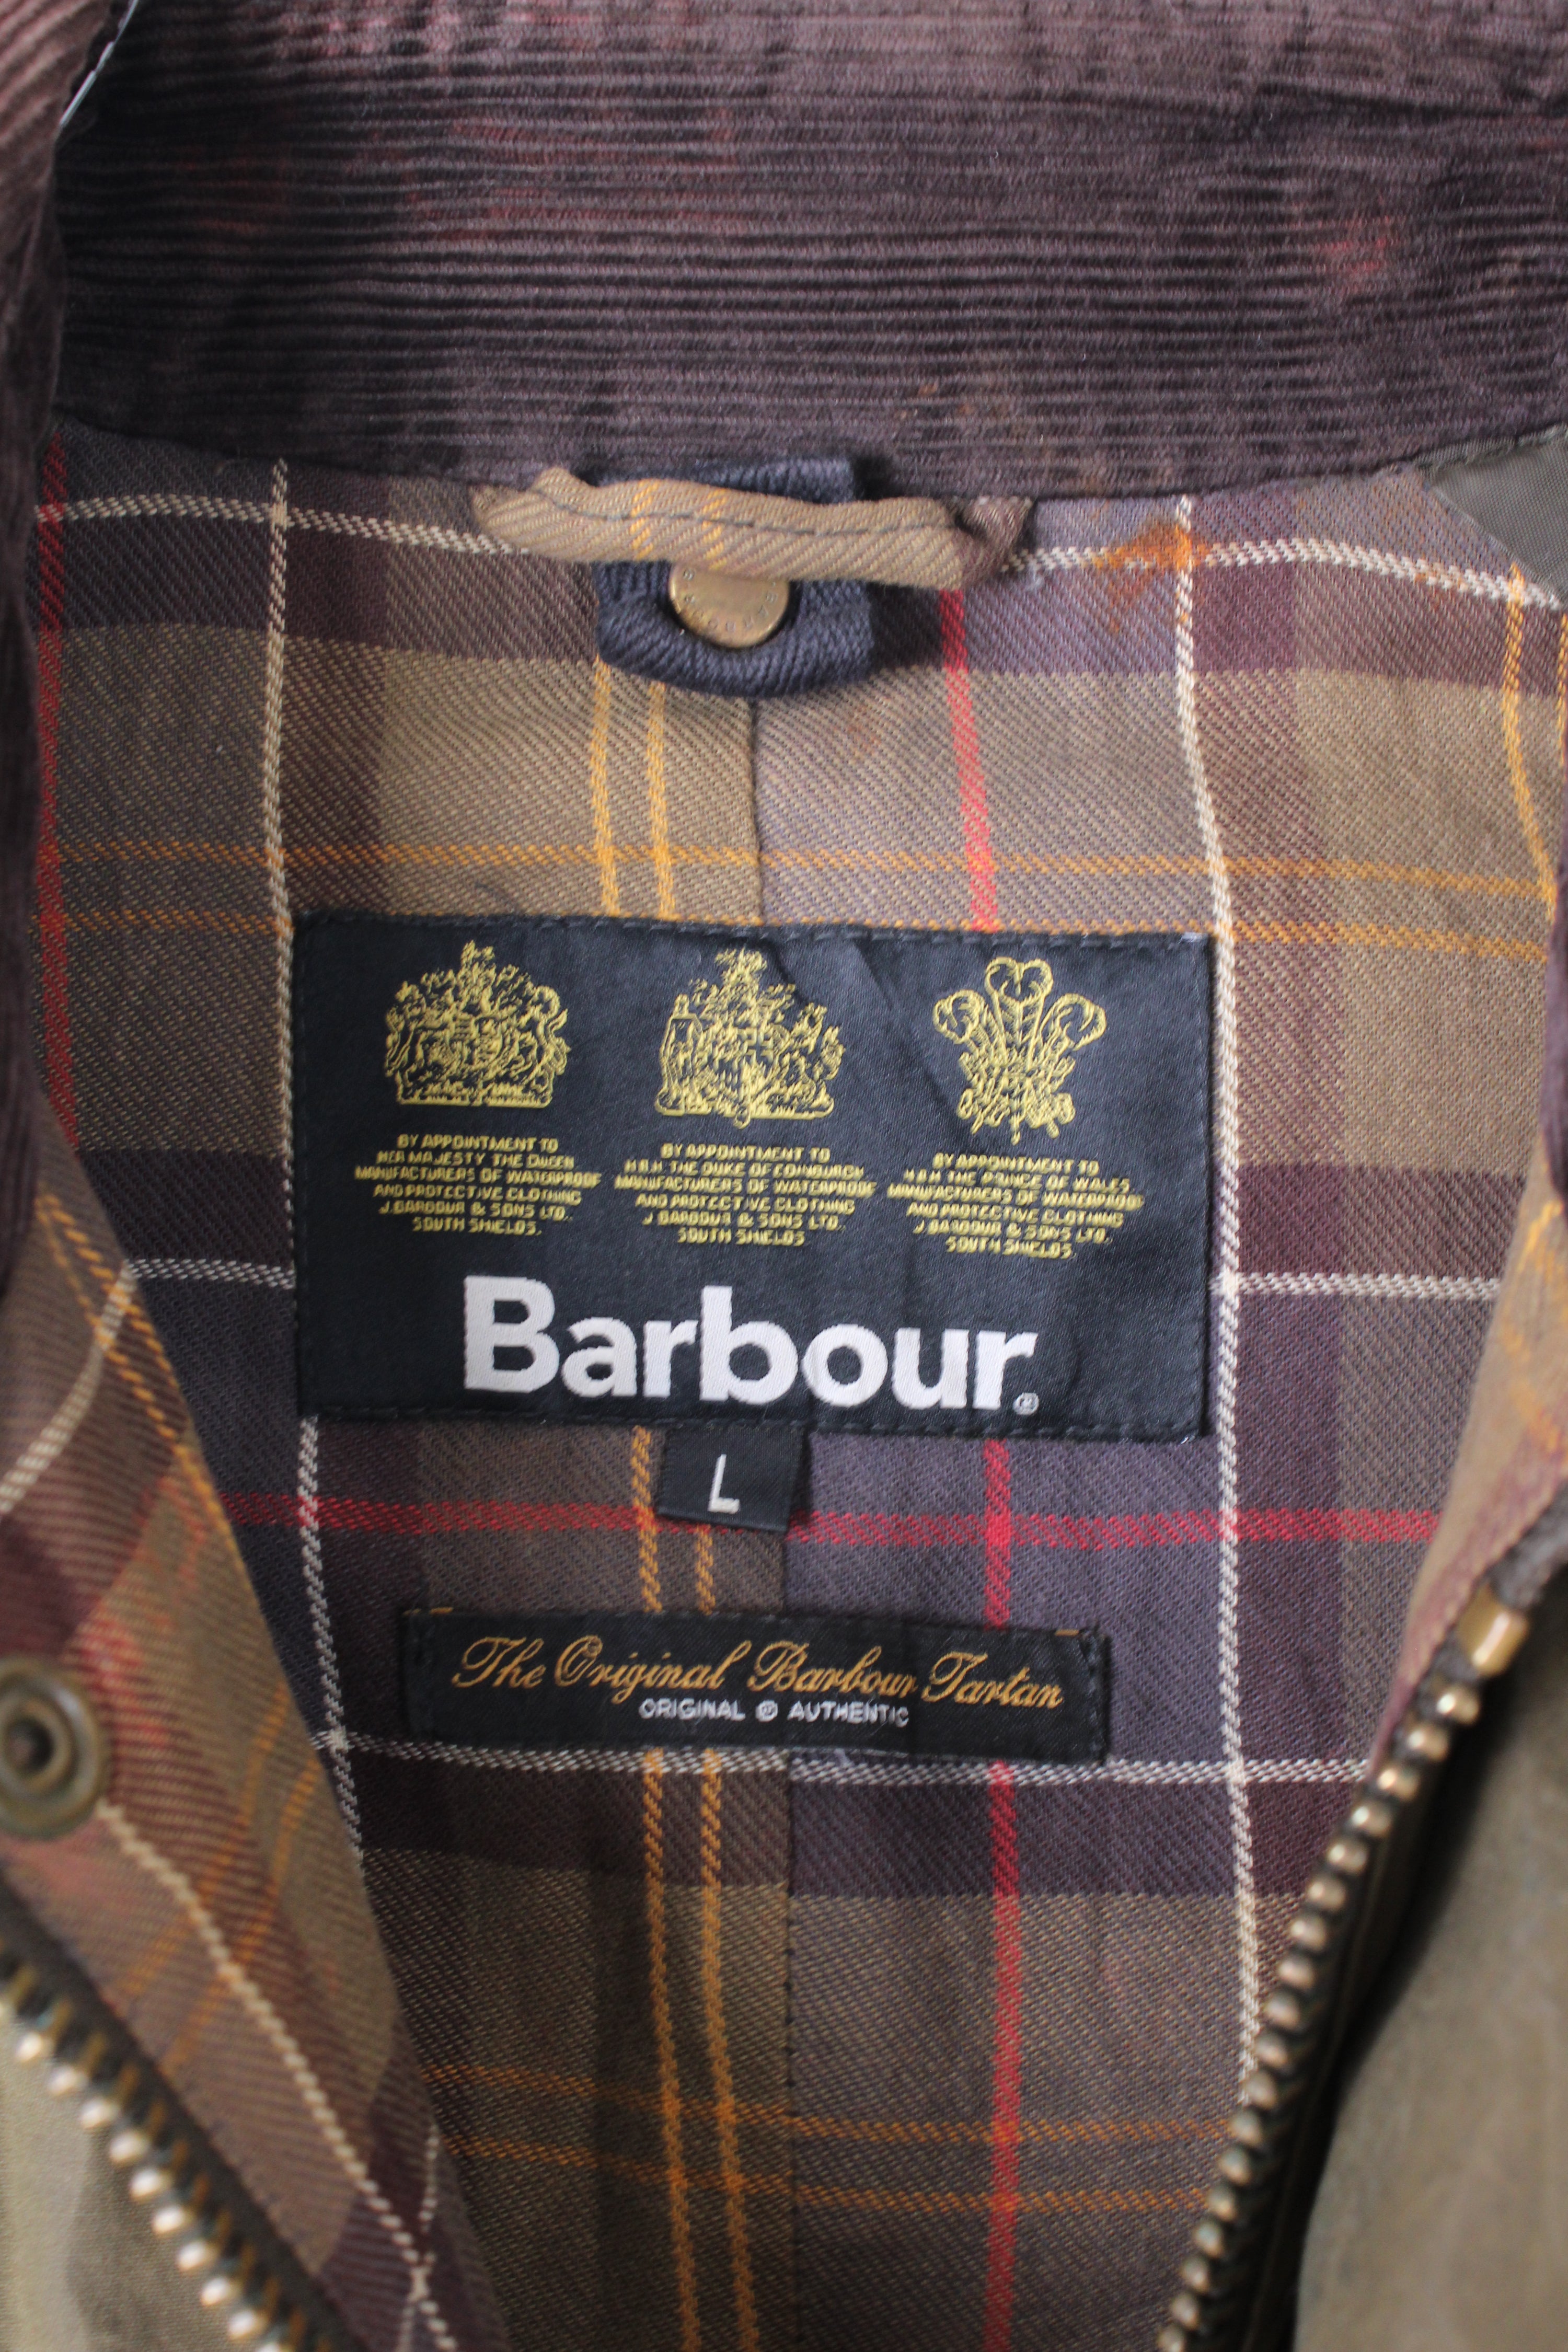 BARBOUR
BY APPOINTMENT TO
HER MAJESTY THE QUEEN
MANUFACTURERS OF WATERPROOF
AND PROTECTIVE CLOTHING
J. BARBOUR & SONS LTD.
SOUTH SHIELDS.
BY APPOINTMENT TO
H.R.H. THE DUKE OF EDINBURGH
MANUFACTURERS OF WATERPROOF
AND PROTECTIVE CLOTHING
J. BARBOUR & SONS LTD.
SOUTH SHIELDS
BY APPOINTMENT TO
H.R.H. THE PRINCE OF WALES
MANUFACTURERS OF WATERPROOF
AND PROTECTIVE CLOTHING
J. BARBOUR & SONS LTD.
SOUTH SHIELDS
Barbour®
L
The Original Barbour Tartan
ORIGINAL @ AUTHENTIC